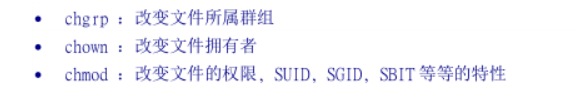 • chgrp ：改变文件所属群组
• chown ：改变文件拥有者
• chmod ：改变文件的权限, SUID, SGID, SBIT 等等的特性